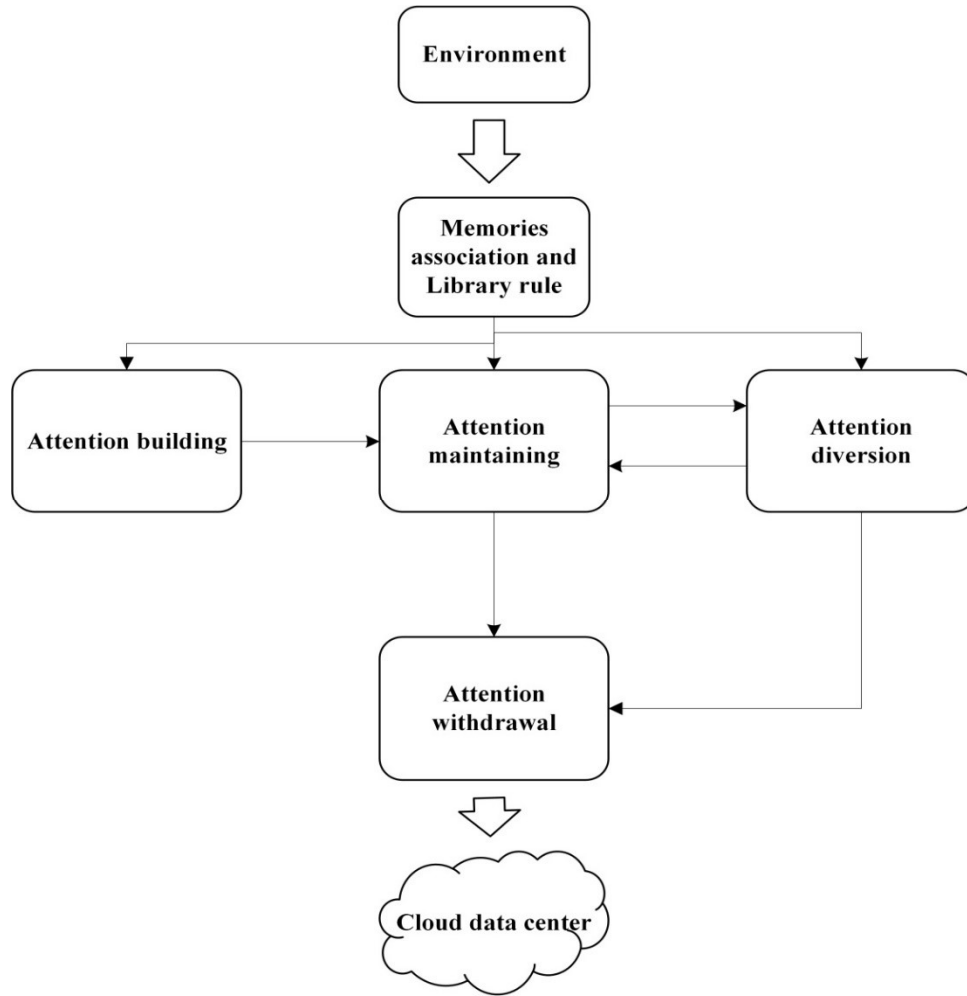 Environment
Memories
association and
Library rule
Attention building
Attention
maintaining
Attention
diversion
Attention
withdrawal
Cloud data center